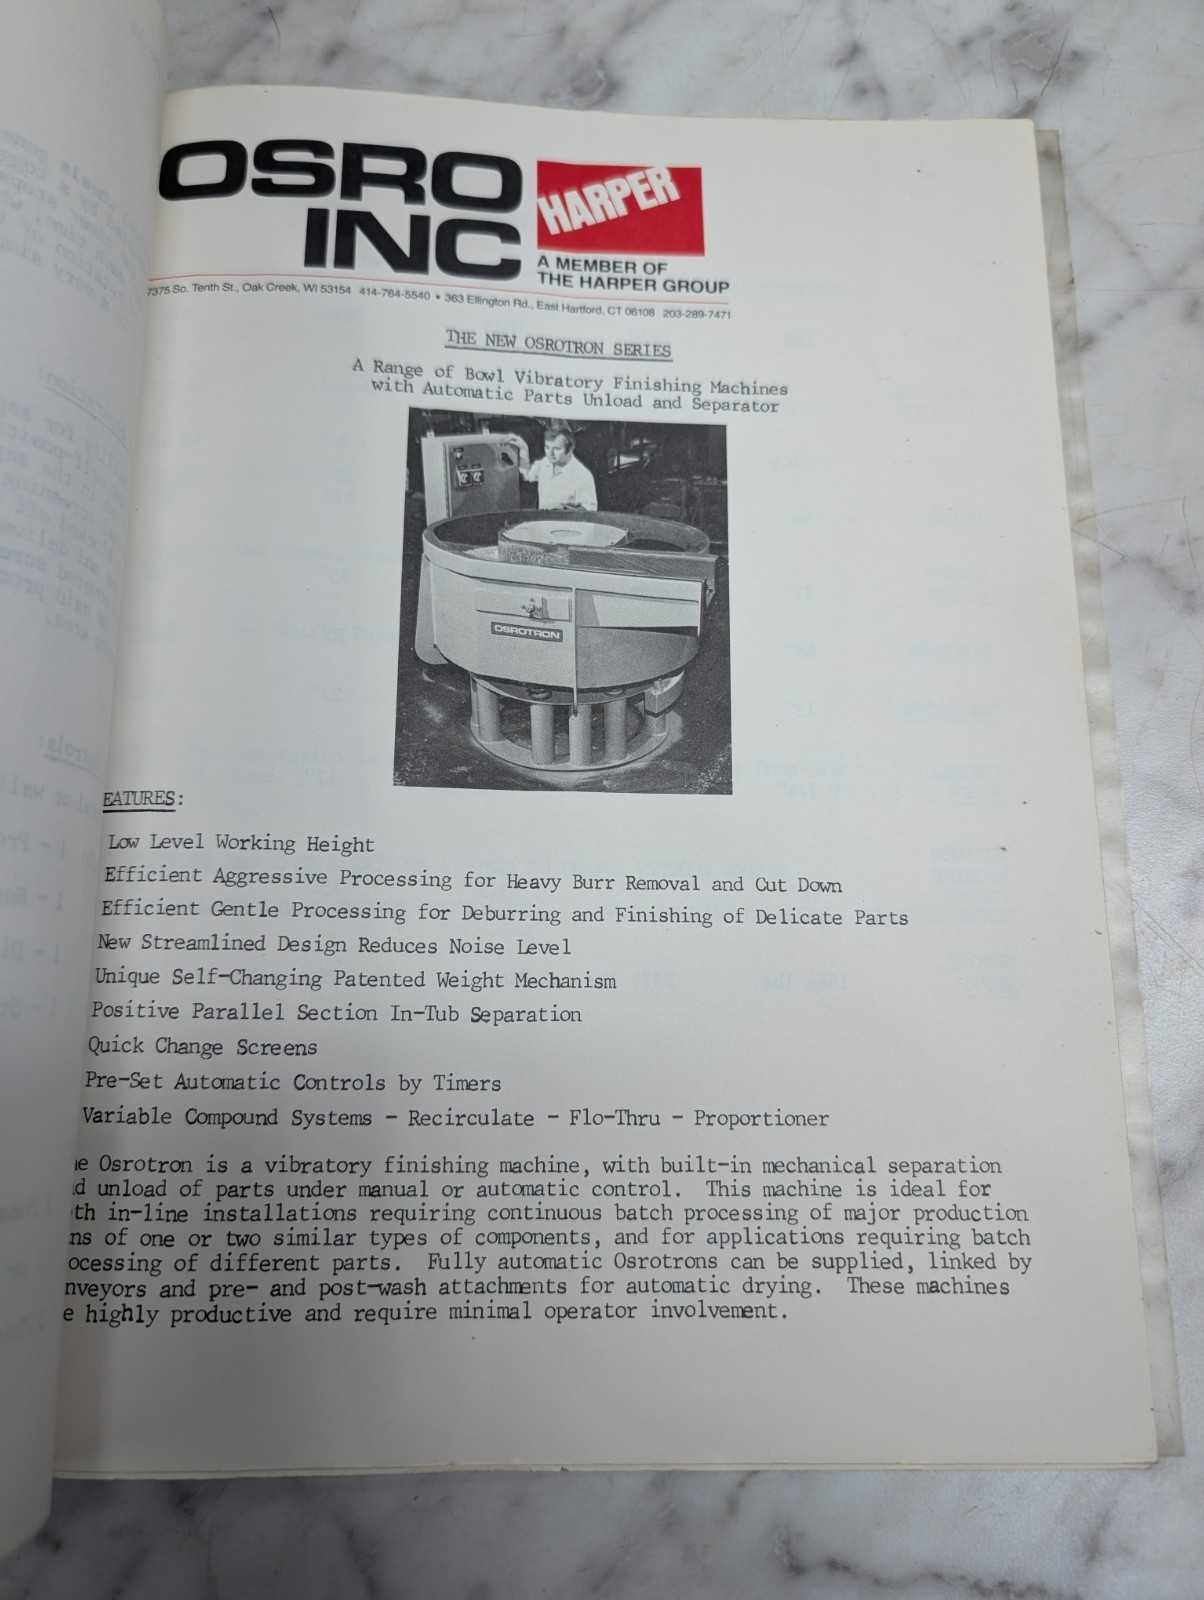 OSRO
INC
HARPER
A MEMBER OF
THE HARPER GROUP
7375 So. Tenth St., Oak Creek, WI 53154 414-764-5540 • 363 Ellington Rd., East Hartford, CT 06108 203-289-7471
THE NEW OSROTRON SERIES
A Range of Bowl Vibratory Finishing Machines
with Automatic Parts Unload and Separator
OSROTRON
EATURES:
Low Level Working Height
Efficient Aggressive Processing for Heavy Burr Removal and Cut Down
Efficient Gentle Processing for Deburring and Finishing of Delicate Parts
New Streamlined Design Reduces Noise Level
Unique Self-Changing Patented Weight Mechanism
Positive Parallel Section In-Tub Separation
Quick Change Screens
Pre-Set Automatic Controls by Timers
Variable Compound Systems - Recirculate - Flo-Thru - Proportioner
e Osrotron is a vibratory finishing machine, with built-in mechanical separation
d unload of parts under manual or automatic control. This machine is ideal for
th in-line installations requiring continuous batch processing of major production
ns of one or two similar types of components, and for applications requiring batch
ocessing of different parts. Fully automatic Osrotrons can be supplied, linked by
nveyors and pre- and post-wash attachments for automatic drying. These machines
e highly productive and require minimal operator involvement.